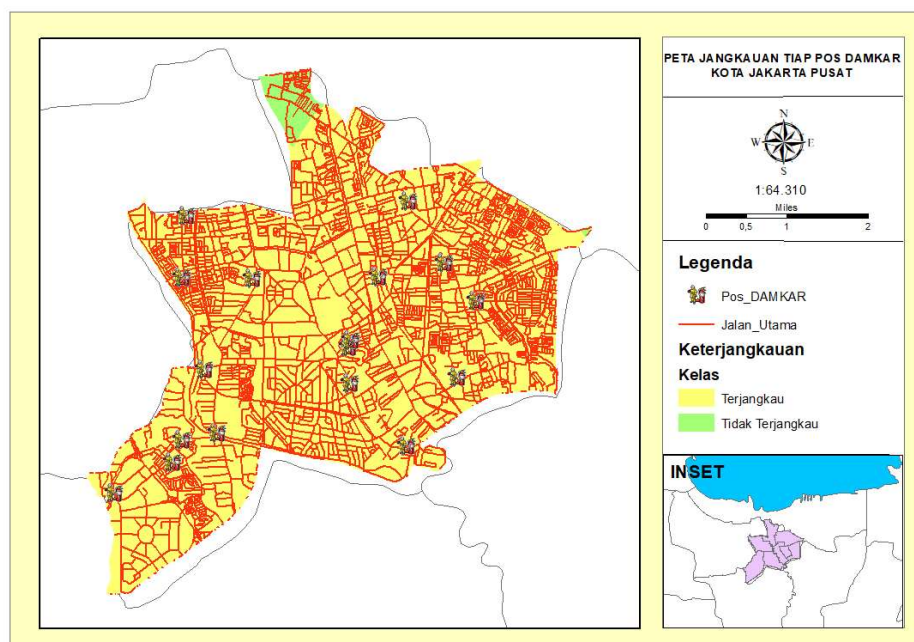 PETA JANGKAUAN TIAP POS DAMKAR
KOTA JAKARTA PUSAT
N
W E
S
1:64.310
Miles
0 0,5 1 2
Legenda
Pos_DAMKAR
Jalan_Utama
Keterjangkauan
Kelas
Terjangkau
Tidak Terjangkau
INSET